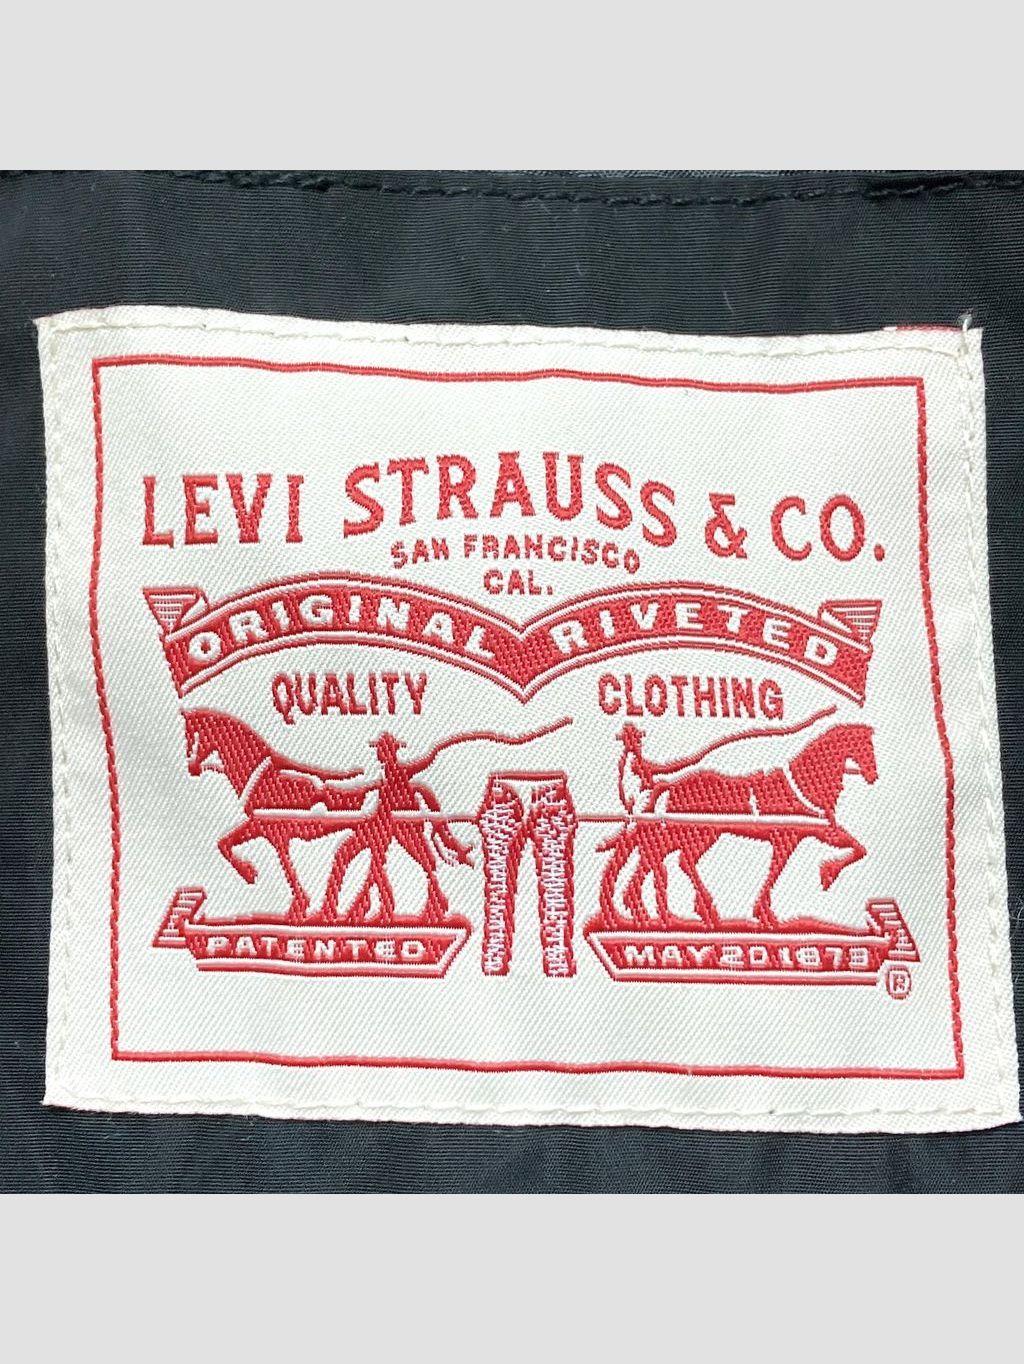 LEVI STRAUSS & CO.
SAN FRANCISCO
CAL.
ORIGINAL RIVETED
QUALITY CLOTHING
PATENTED MAY 20 1873
®